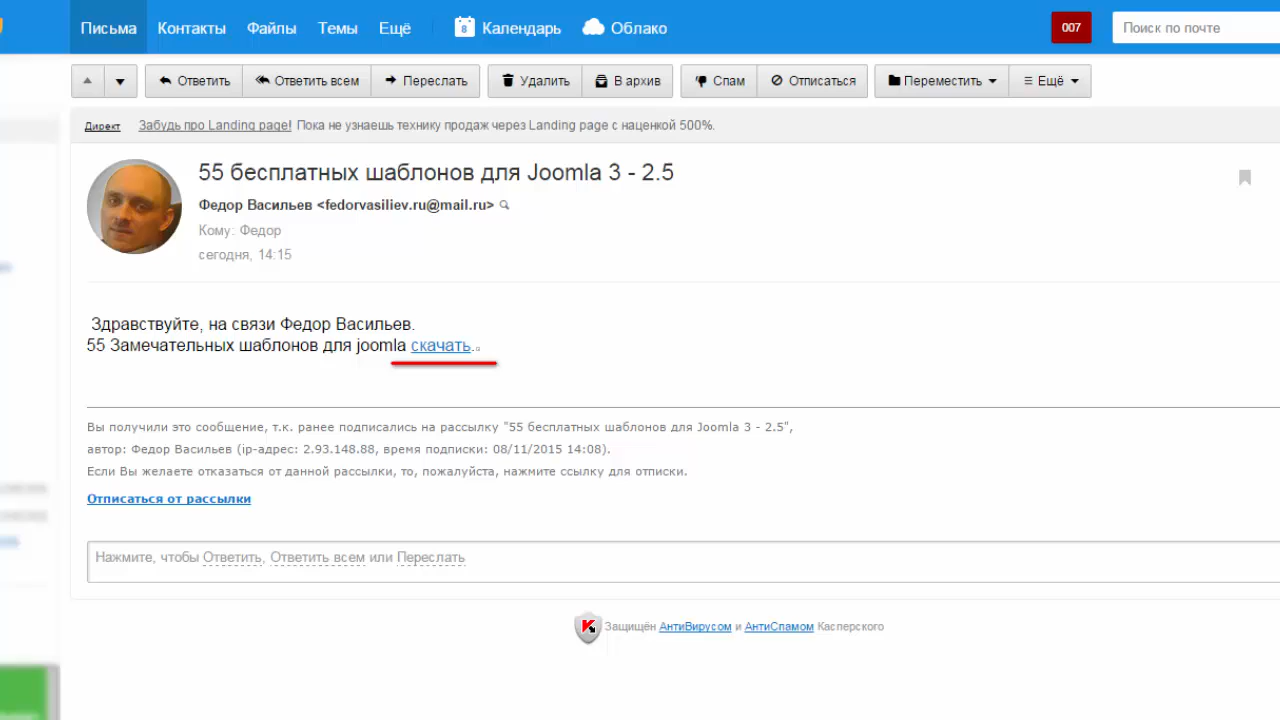 Письма Контакты Файлы Темы Ещё 8 Календарь Облако 007 Поиск по почте
Ответить Ответить всем Переслать Удалить В архив Спам Отписаться Переместить Ещё
Директ Забудь про Landing page! Пока не узнаешь технику продаж через Landing page с наценкой 500%.
55 бесплатных шаблонов для Joomla 3 - 2.5
Федор Васильев <fedorvasiliev.ru@mail.ru>
Кому: Федор
сегодня, 14:15
Здравствуйте, на связи Федор Васильев.
55 Замечательных шаблонов для joomla скачать.
Вы получили это сообщение, т.к. ранее подписались на рассылку "55 бесплатных шаблонов для Joomla 3 - 2.5",
автор: Федор Васильев (ip-адрес: 2.93.148.88, время подписки: 08/11/2015 14:08).
Если Вы желаете отказаться от данной рассылки, то, пожалуйста, нажмите ссылку для отписки.
Отписаться от рассылки
Нажмите, чтобы Ответить, Ответить всем или Переслать
Защищён АнтиВирусом и АнтиСпамом Касперского